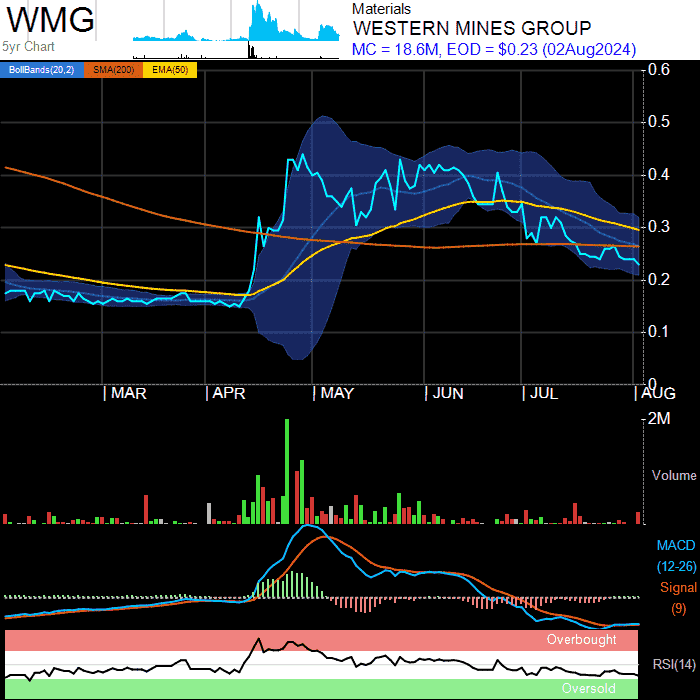 WMG
5yr Chart
Materials
WESTERN MINES GROUP
MC = 18.6M, EOD = $0.23 (02Aug2024)
BollBands(20,2) SMA(200) EMA(50)
0.6
0.5
0.4
0.3
0.2
0.1
0
MAR APR MAY JUN JUL AUG
2M
Volume
MACD
(12-26)
Signal
(9)
Overbought
RSI(14)
Oversold